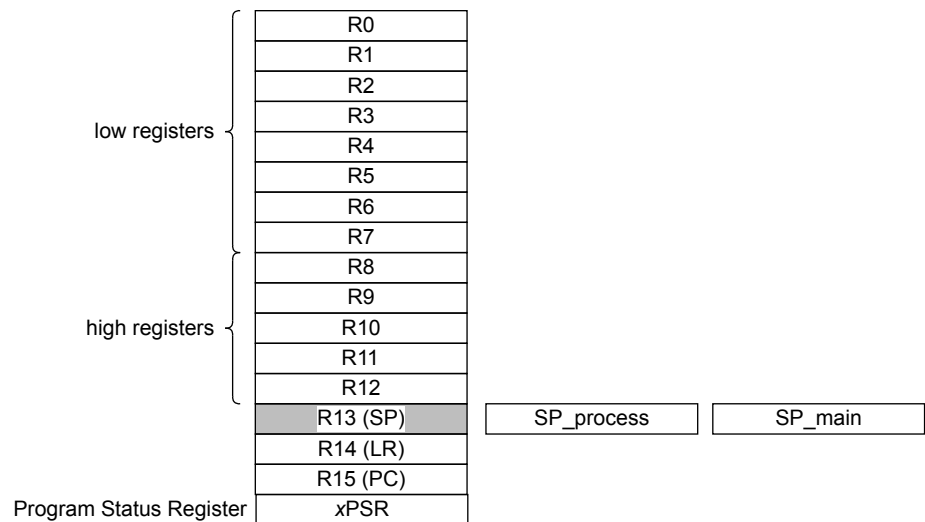 R0
R1
R2
R3
low registers
R4
R5
R6
R7
R8
R9
high registers
R10
R11
R12
R13 (SP)
SP_process
SP_main
R14 (LR)
R15 (PC)
Program Status Register
xPSR